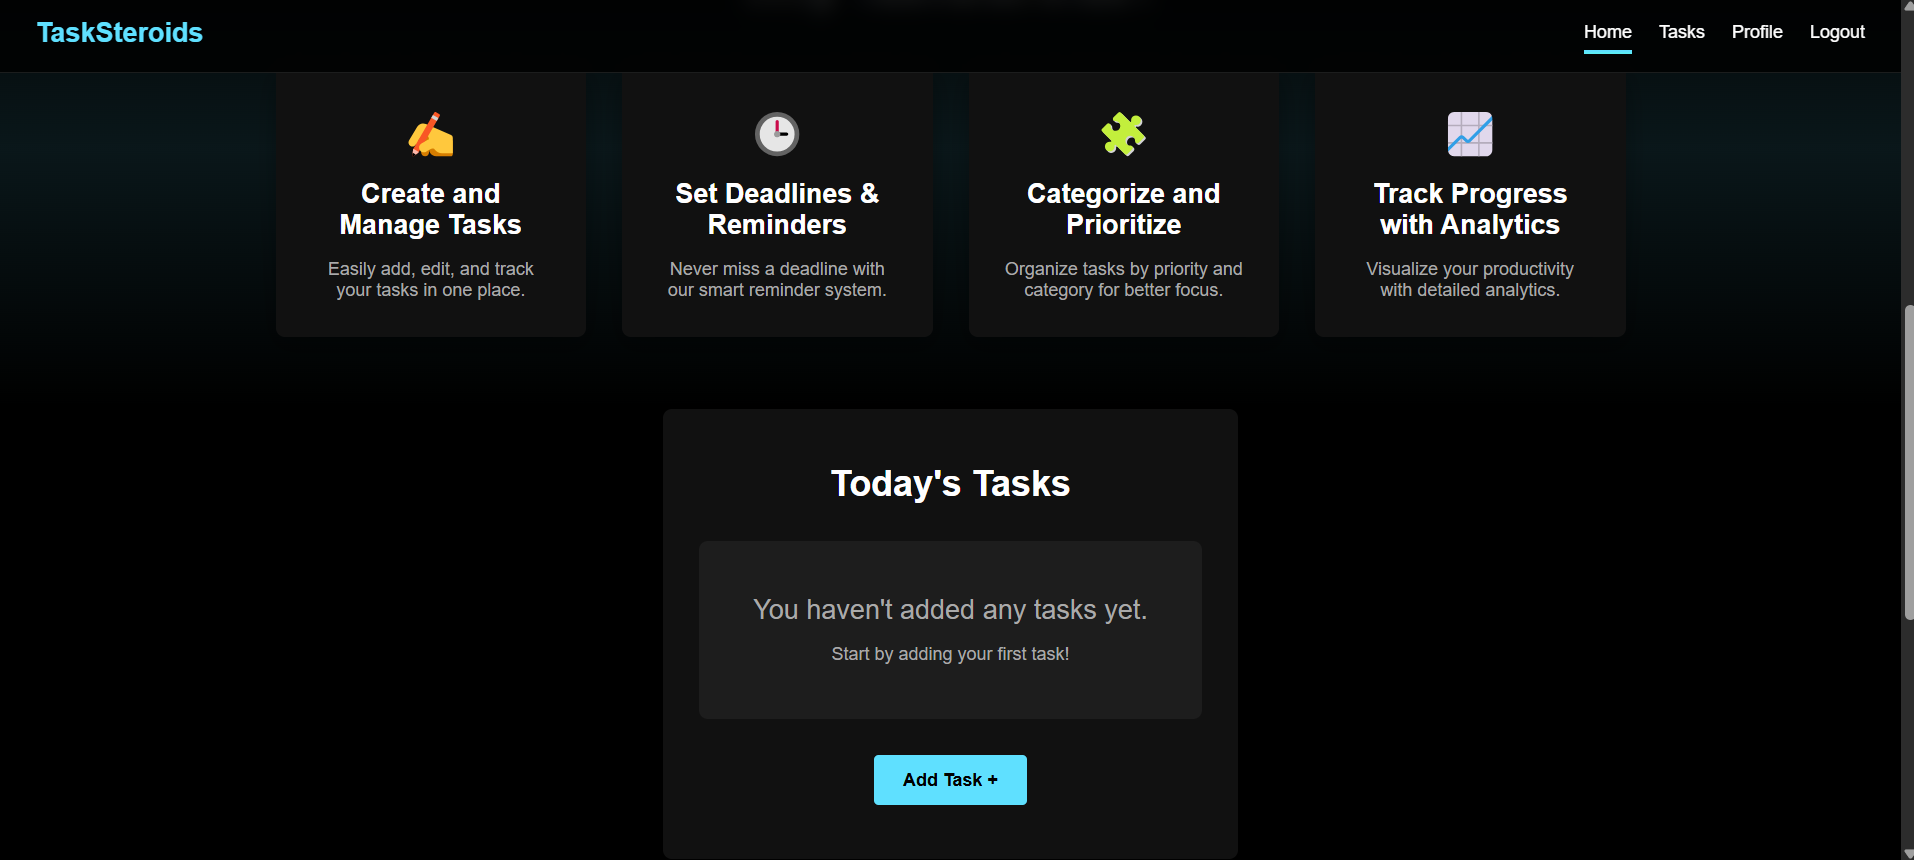 TaskSteroids
Home
Tasks
Profile
Logout
Create and
Manage Tasks
Easily add, edit, and track
your tasks in one place.
Set Deadlines &
Reminders
Never miss a deadline with
our smart reminder system.
Categorize and
Prioritize
Organize tasks by priority and
category for better focus.
Track Progress
with Analytics
Visualize your productivity
with detailed analytics.
Today's Tasks
You haven't added any tasks yet.
Start by adding your first task!
Add Task +